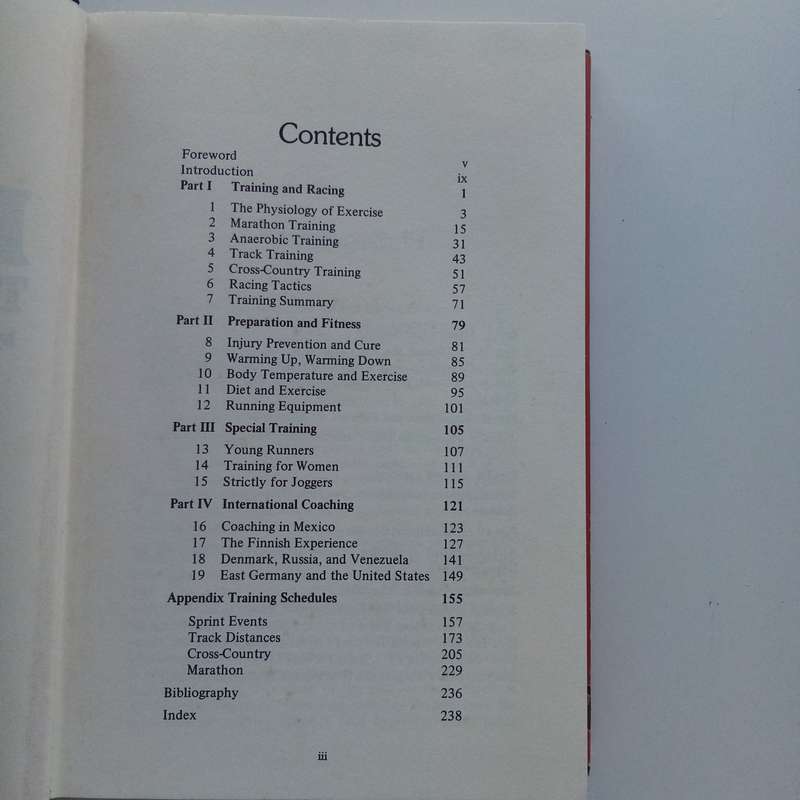 Contents
Foreword v
Introduction ix
Part I Training and Racing 1
1 The Physiology of Exercise 3
2 Marathon Training 15
3 Anaerobic Training 31
4 Track Training 43
5 Cross-Country Training 51
6 Racing Tactics 57
7 Training Summary 71
Part II Preparation and Fitness 79
8 Injury Prevention and Cure 81
9 Warming Up, Warming Down 85
10 Body Temperature and Exercise 89
11 Diet and Exercise 95
12 Running Equipment 101
Part III Special Training 105
13 Young Runners 107
14 Training for Women 111
15 Strictly for Joggers 115
Part IV International Coaching 121
16 Coaching in Mexico 123
17 The Finnish Experience 127
18 Denmark, Russia, and Venezuela 141
19 East Germany and the United States 149
Appendix Training Schedules 155
Sprint Events 157
Track Distances 173
Cross-Country 205
Marathon 229
Bibliography 236
Index 238
iii